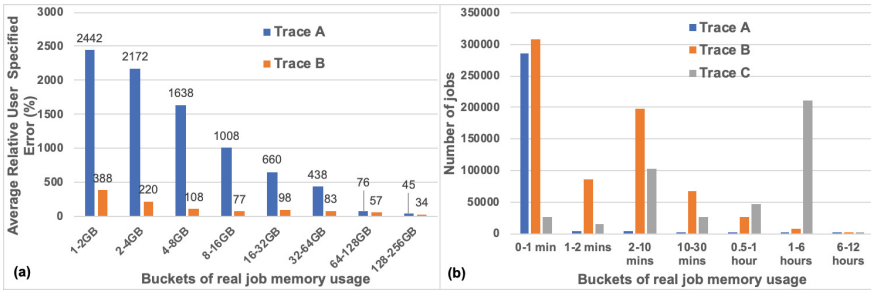 Average Relative User Specified
Error (%)
3000
2500
2000
1500
1000
500
0
Trace A
Trace B
2442
2172
1638
1008
660
438
76
45
388
220
108
77
98
83
57
34
1-2GB
2-4GB
4-8GB
8-16GB
16-32GB
32-64GB
64-128GB
128-256GB
(a)
Buckets of real job memory usage
Number of jobs
350000
300000
250000
200000
150000
100000
50000
0
Trace A
Trace B
Trace C
0-1 min
1-2 mins
2-10
mins
10-30
mins
0.5-1
hour
1-6
hours
6-12
hours
(b)
Buckets of real job memory usage